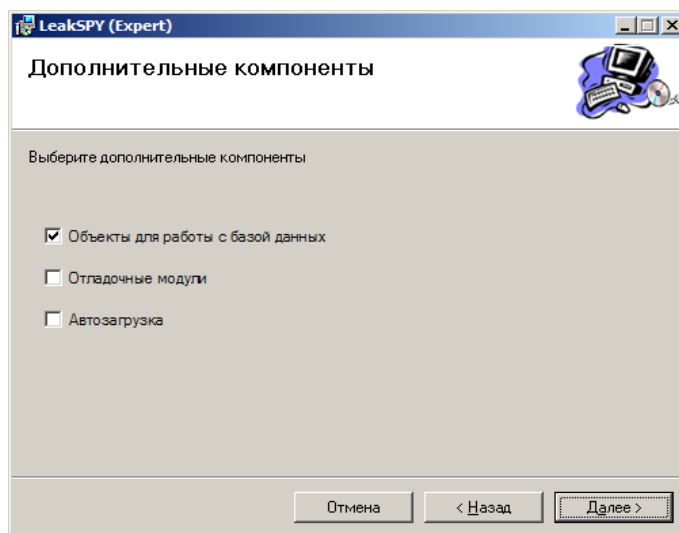 LeakSPY (Expert)
Дополнительные компоненты
Выберите дополнительные компоненты
Объекты для работы с базой данных
Отладочные модули
Автозагрузка
Отмена
< Назад
Далее >